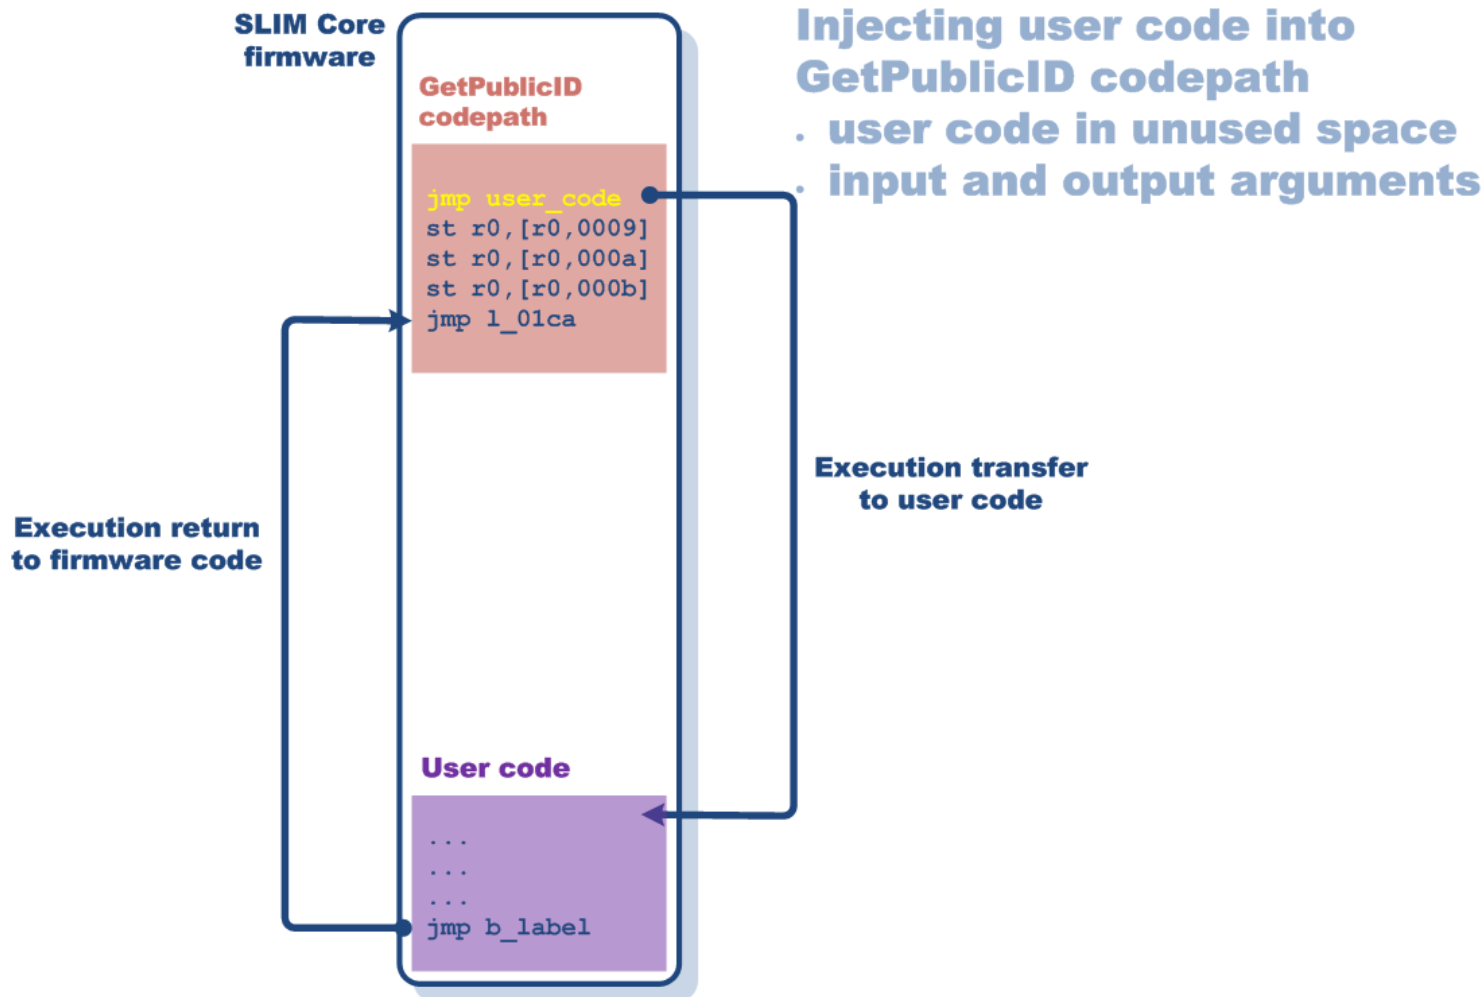 SLIM Core
firmware
Injecting user code into
GetPublicID codepath
. user code in unused space
. input and output arguments
GetPublicID
codepath
jmp user_code
st r0,[r0,0009]
st r0,[r0,000a]
st r0,[r0,000b]
jmp l_01ca
Execution transfer
to user code
Execution return
to firmware code
User code
...
...
...
jmp b_label